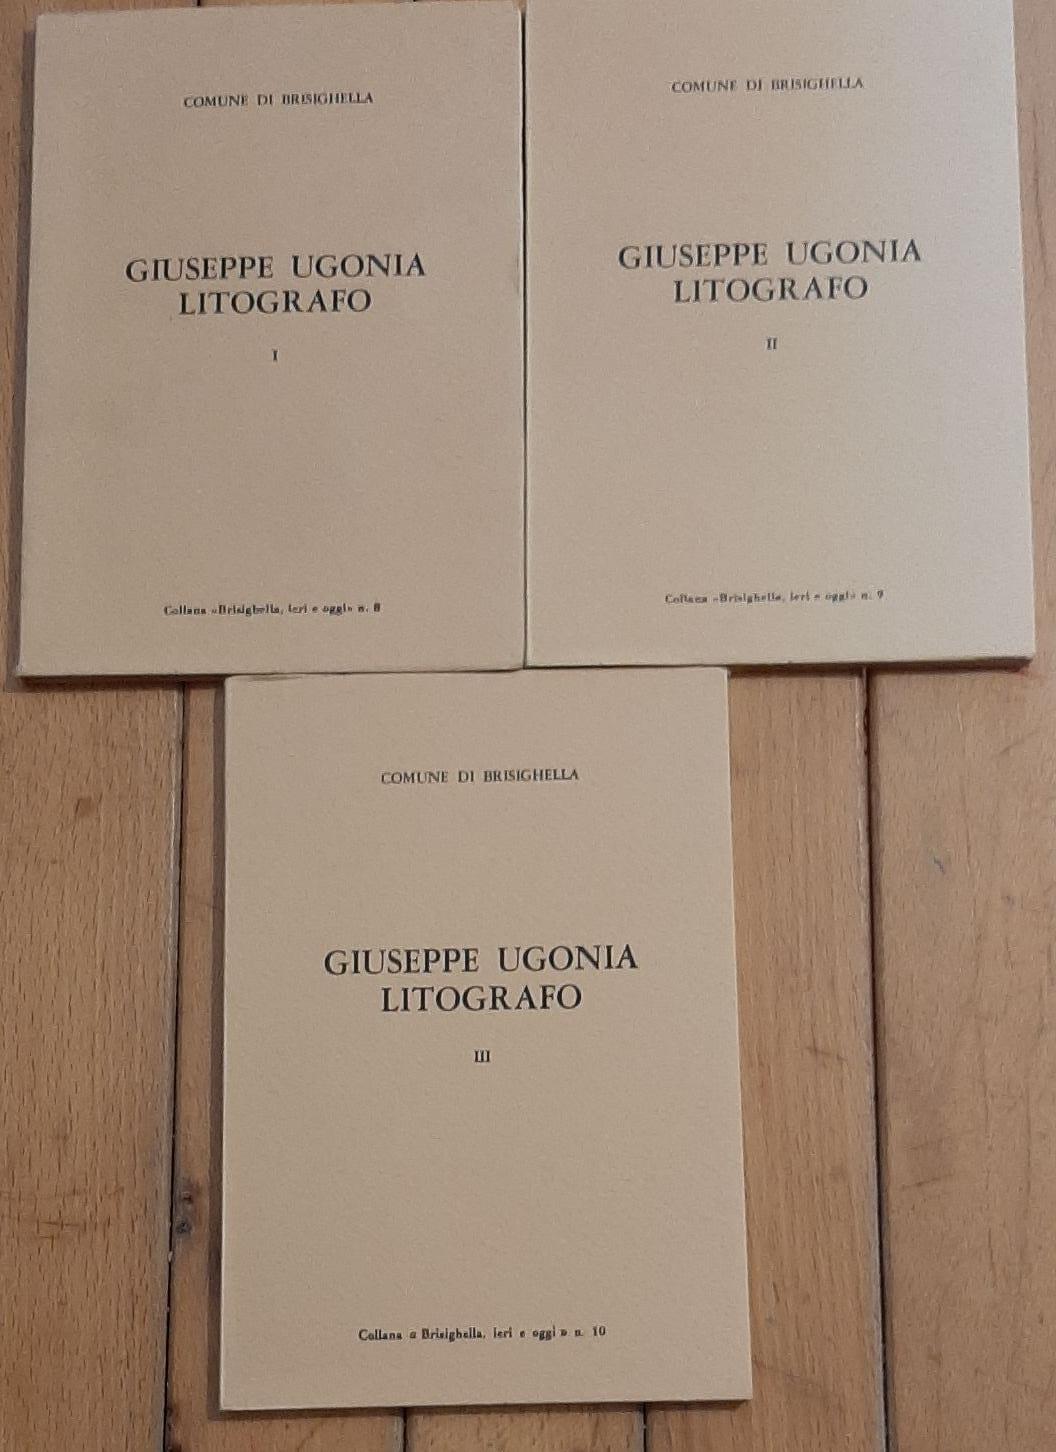 COMUNE DI BRISIGHELLA
GIUSEPPE UGONIA
LITOGRAFO
I
Collana «Brisighella, ieri e oggi» n. 8
COMUNE DI BRISIGHELLA
GIUSEPPE UGONIA
LITOGRAFO
II
Collana «Brisighella, ieri e oggi» n. 9
COMUNE DI BRISIGHELLA
GIUSEPPE UGONIA
LITOGRAFO
III
Collana « Brisighella, ieri e oggi » n. 10